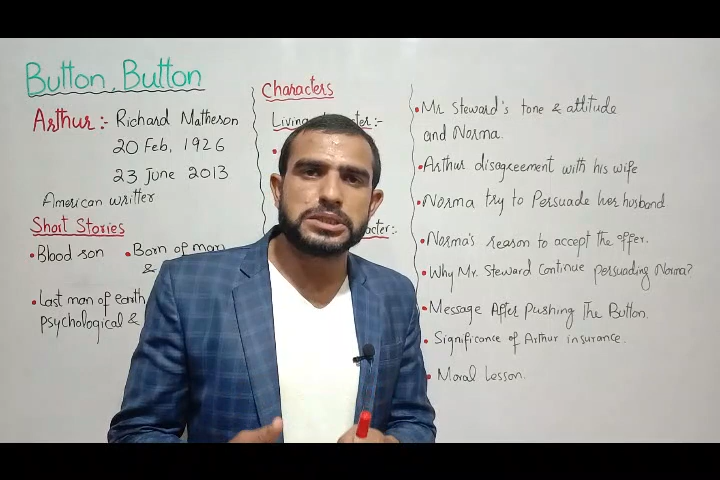 Button, Button
Arthur:- Richard Matheson
20 Feb, 1926
23 June 2013
American writter
Short Stories
• Blood son • Born of man
&
• Last man of earth
psychological &
Characters
Living
:-
:-
• Mr Steward's tone & attitude
and Norma.
• Arthur disagreement with his wife
• Norma try to Persuade her husband
• Norma's reason to accept the offer.
• Why Mr. Steward Continue persuading Norma?
• Message After Pushing The Button.
• Significance of Arthur insurance.
• Moral Lesson.